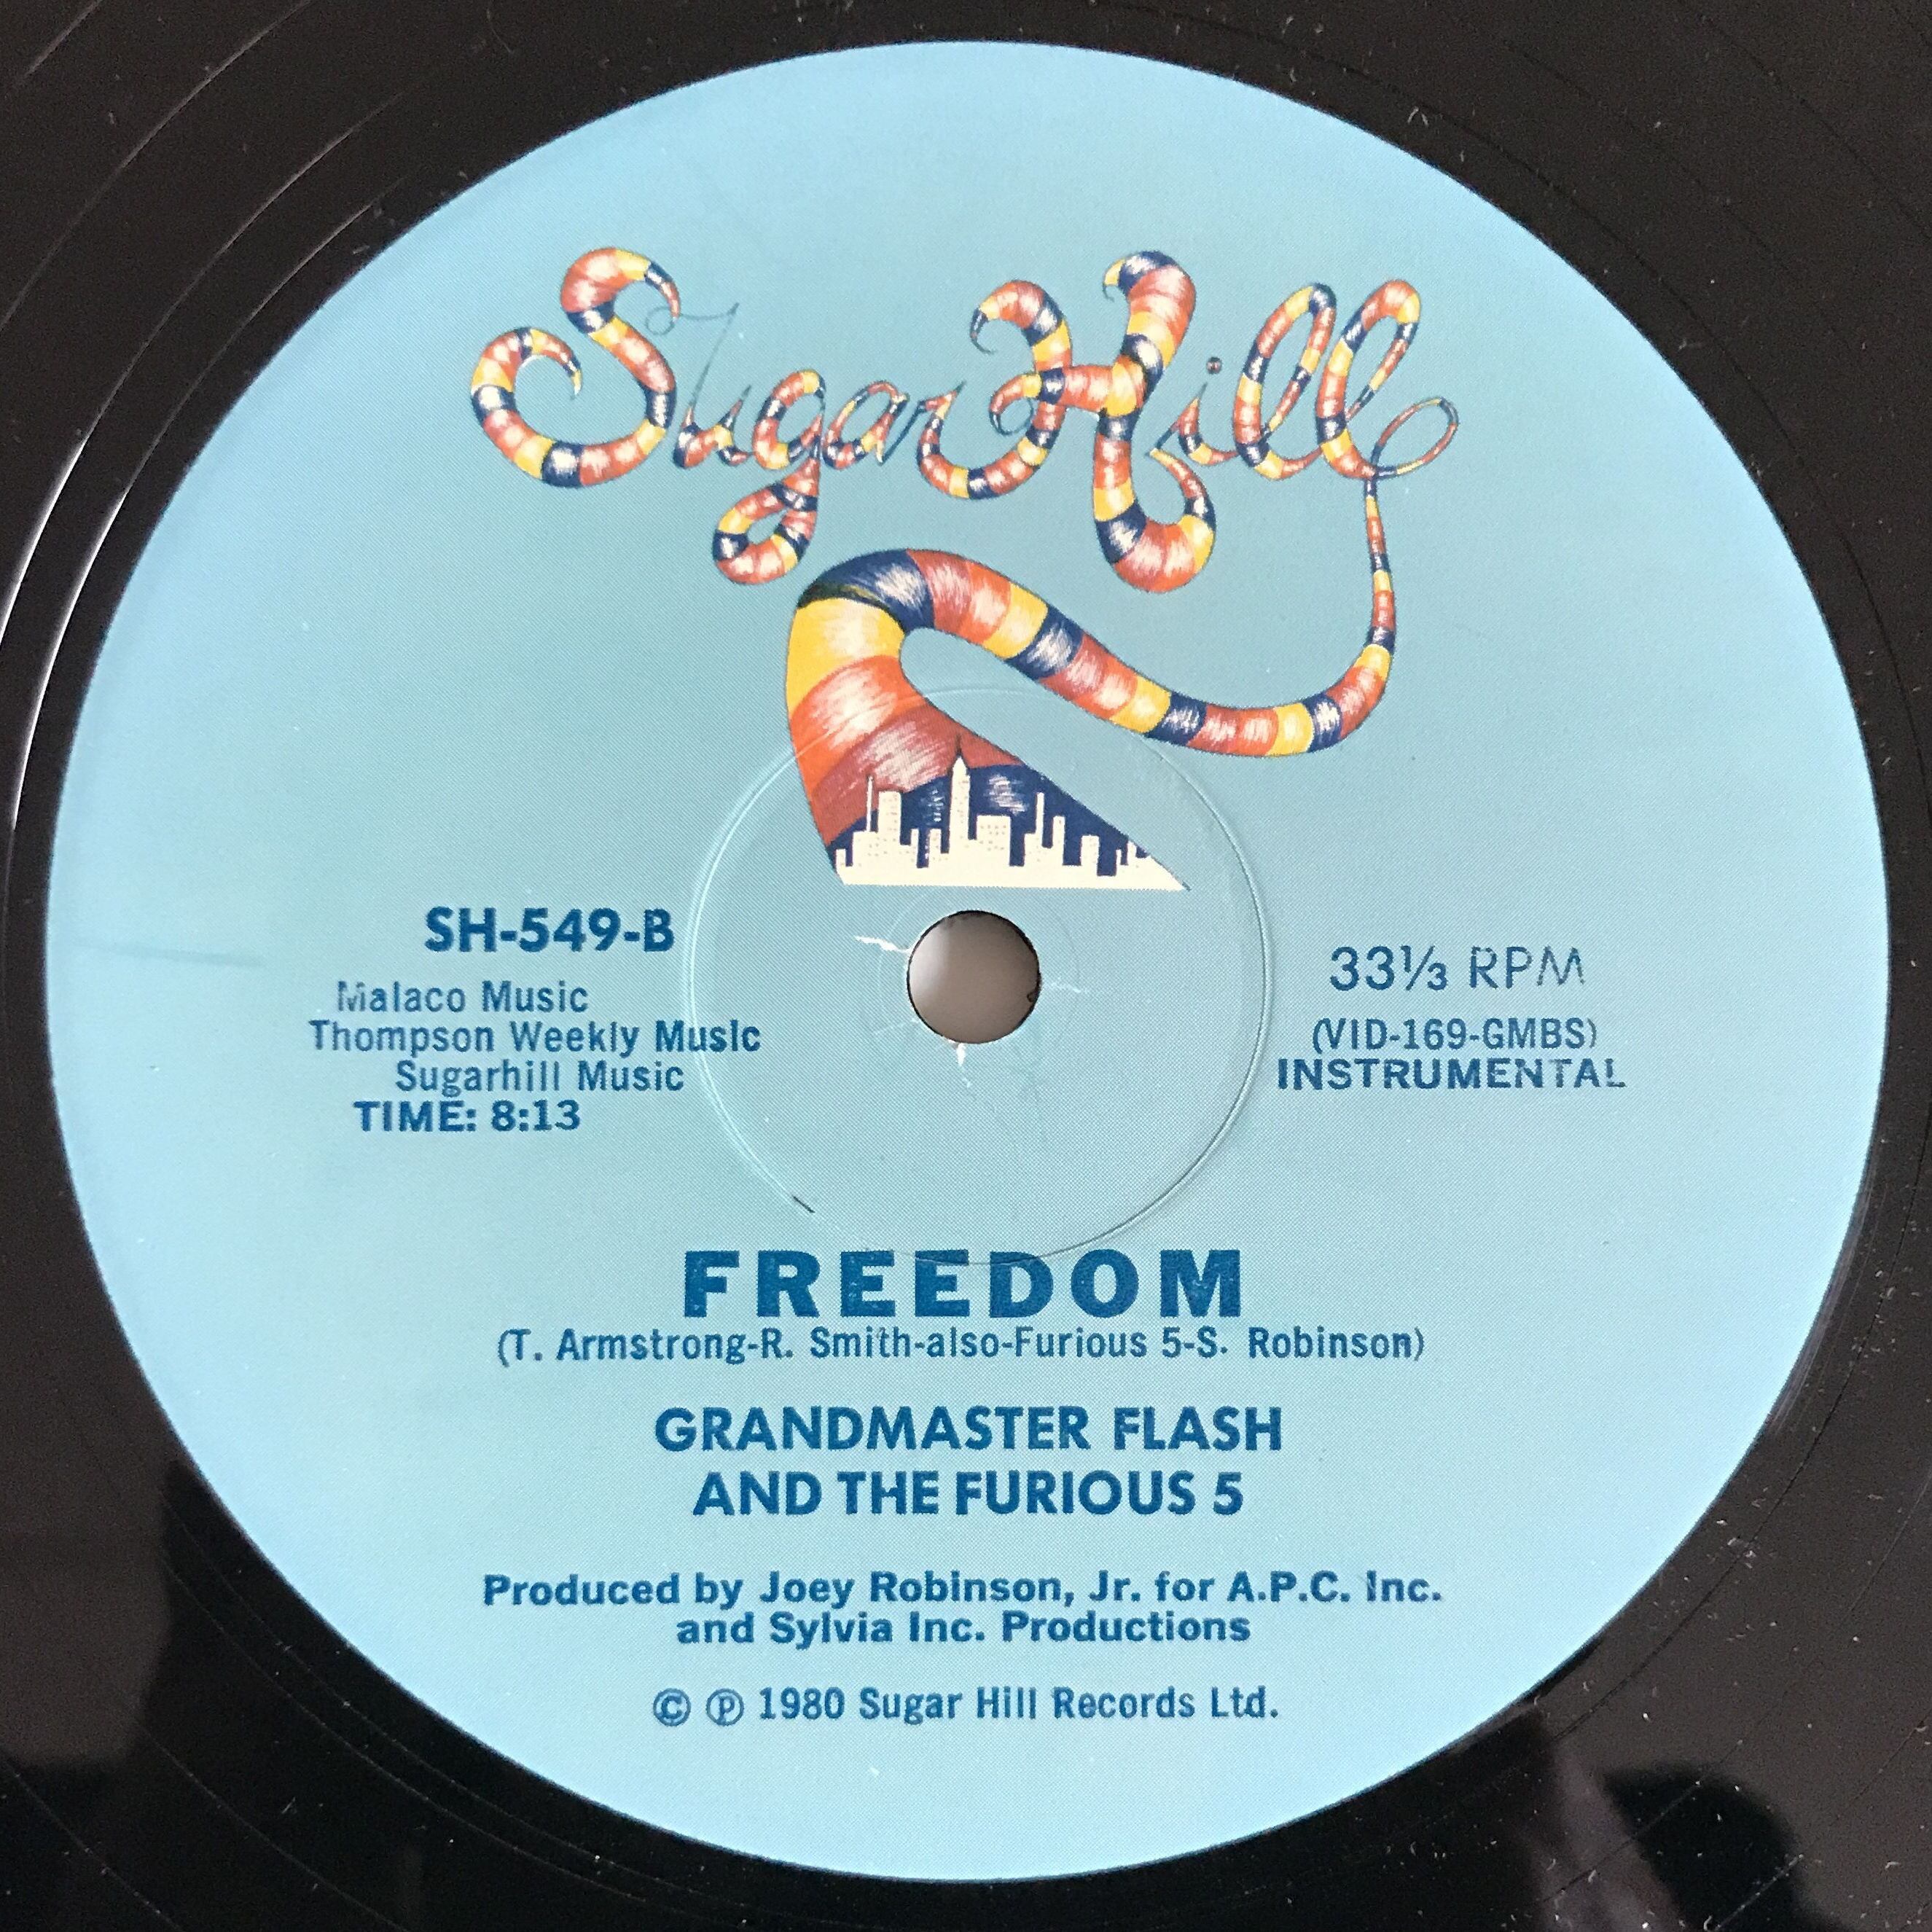 Sugar Hill
SH-549-B
Malaco Music
Thompson Weekly Music
Sugarhill Music
TIME: 8:13
33⅓ RPM
(VID-169-GMBS)
INSTRUMENTAL
FREEDOM
(T. Armstrong-R. Smith-also-Furious 5-S. Robinson)
GRANDMASTER FLASH
AND THE FURIOUS 5
Produced by Joey Robinson, Jr. for A.P.C. Inc.
and Sylvia Inc. Productions
© ℗ 1980 Sugar Hill Records Ltd.